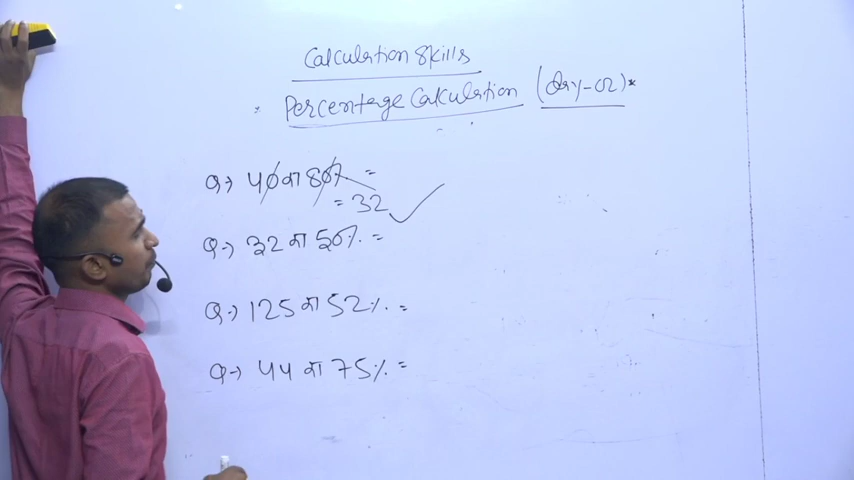 Calculation Skills
* Percentage Calculation (day-02)*
Q→ 40 का 80% =
= 32
Q→ 32 का 50% =
Q→ 125 का 52% =
Q→ 44 का 75% =